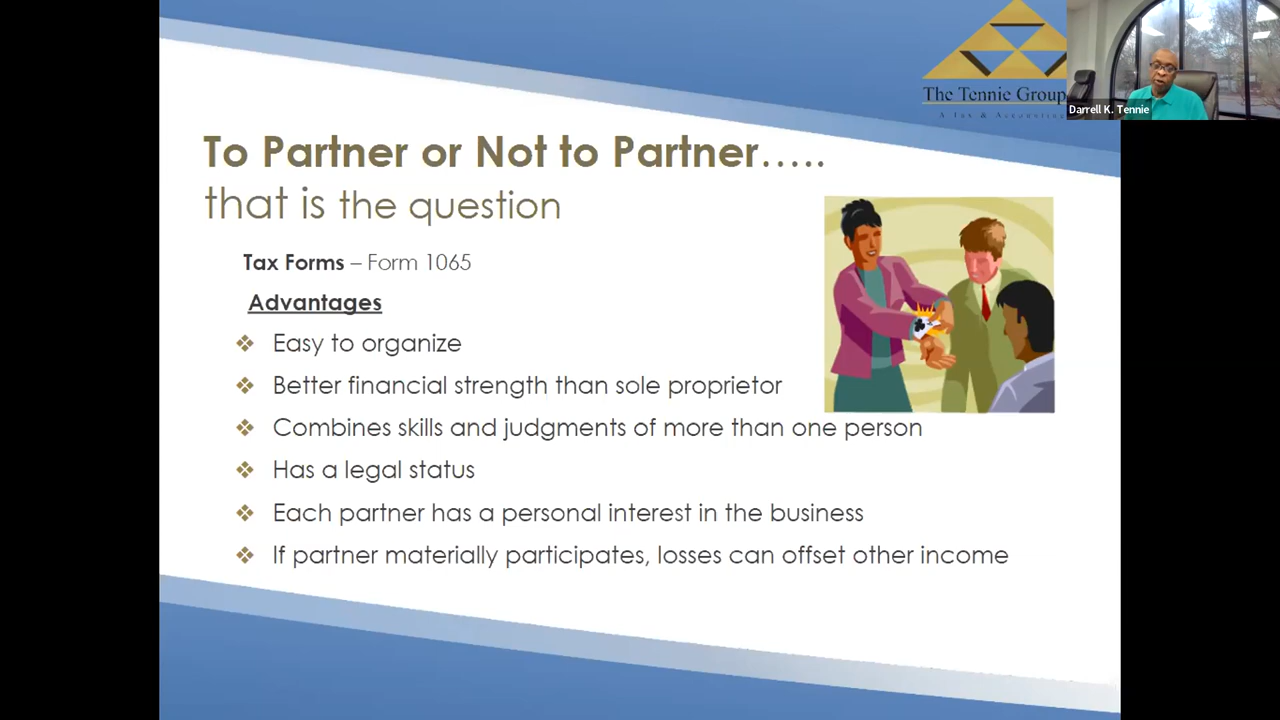 The Tennie Group
A Tax & Accounting
Darrell K. Tennie
To Partner or Not to Partner…..
that is the question
Tax Forms – Form 1065
Advantages
Easy to organize
Better financial strength than sole proprietor
Combines skills and judgments of more than one person
Has a legal status
Each partner has a personal interest in the business
If partner materially participates, losses can offset other income